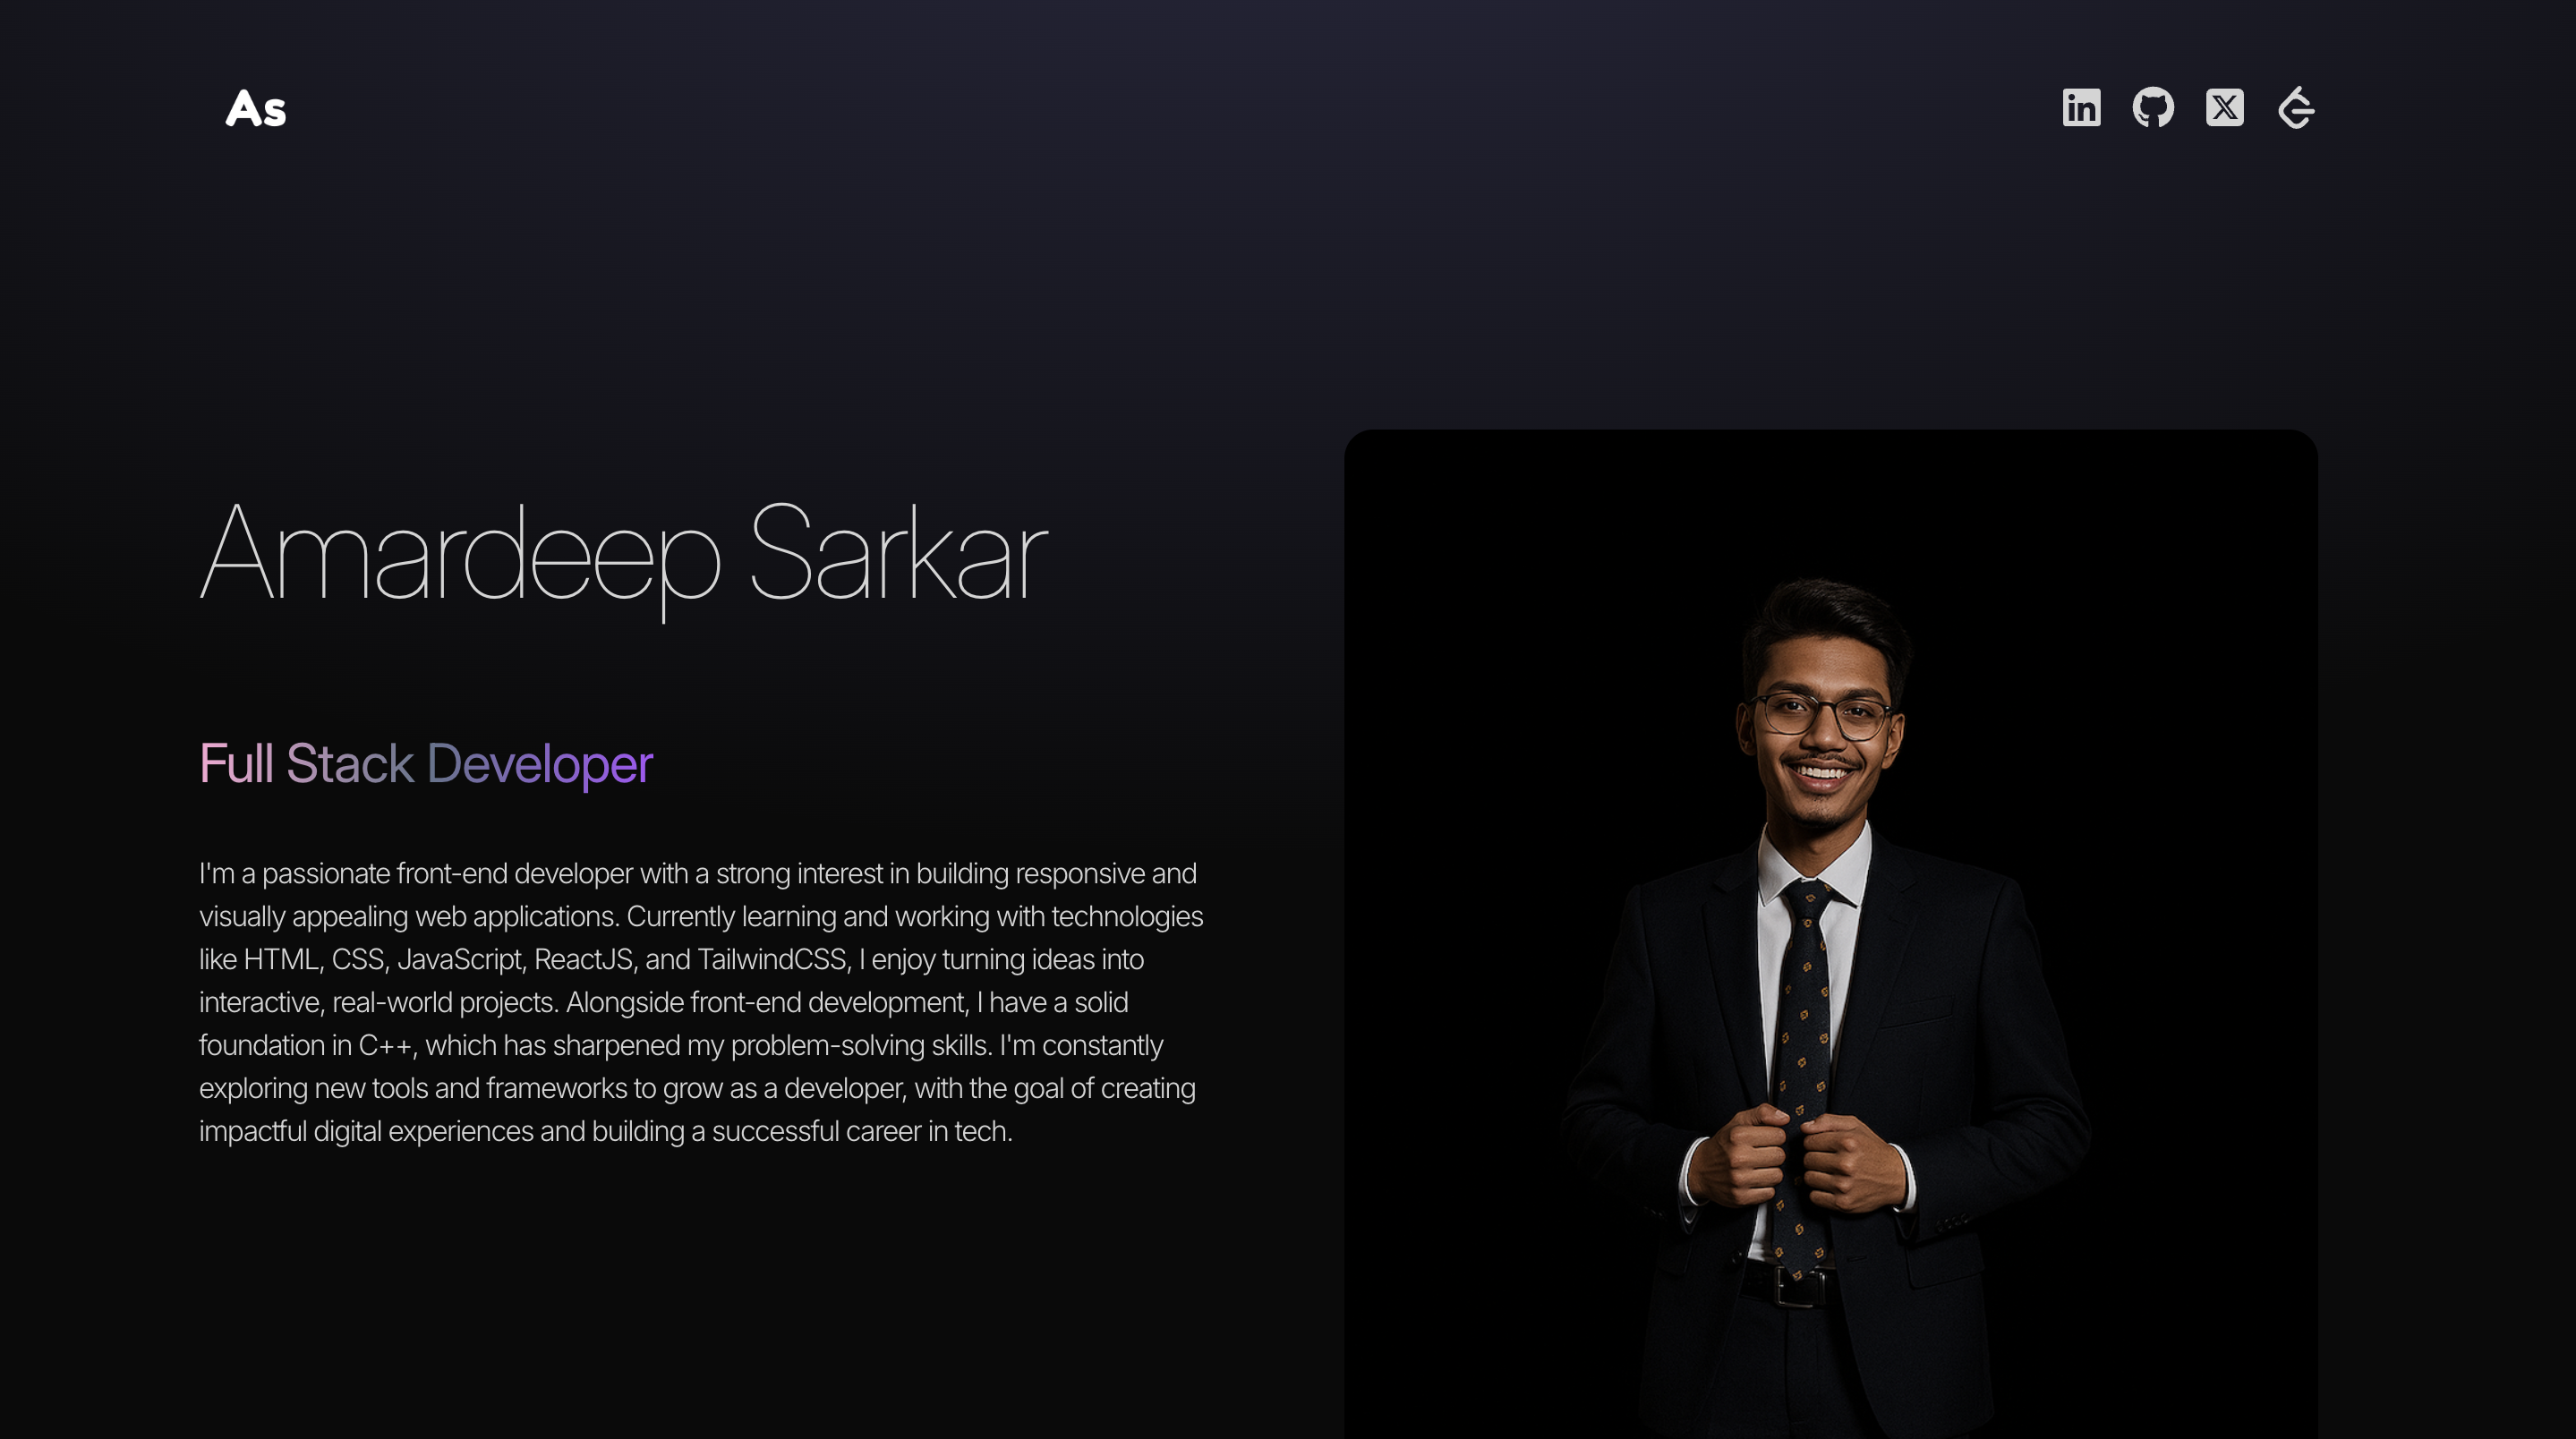 As
Amardeep Sarkar
Full Stack Developer
I'm a passionate front-end developer with a strong interest in building responsive and
visually appealing web applications. Currently learning and working with technologies
like HTML, CSS, JavaScript, ReactJS, and TailwindCSS, I enjoy turning ideas into
interactive, real-world projects. Alongside front-end development, I have a solid
foundation in C++, which has sharpened my problem-solving skills. I'm constantly
exploring new tools and frameworks to grow as a developer, with the goal of creating
impactful digital experiences and building a successful career in tech.